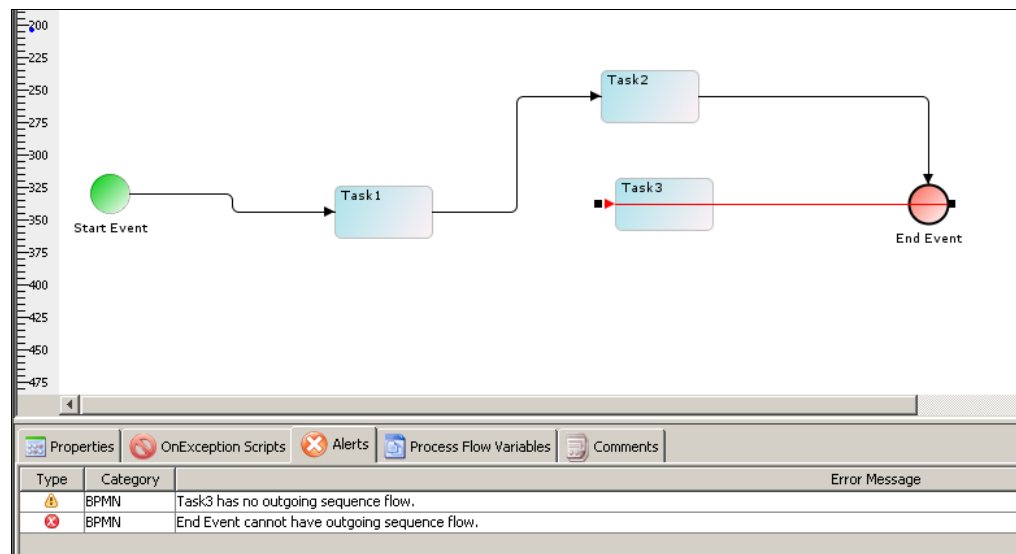 200
225
250
275
300
325
350
375
400
425
450
475
Task2
Task1
Task3
Start Event
End Event
Properties OnException Scripts Alerts Process Flow Variables Comments
Type Category Error Message
BPMN Task3 has no outgoing sequence flow.
BPMN End Event cannot have outgoing sequence flow.